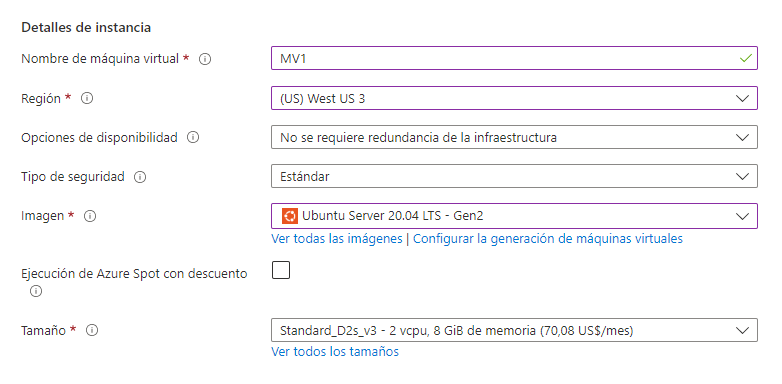 Detalles de instancia
Nombre de máquina virtual * MV1
Región * (US) West US 3
Opciones de disponibilidad No se requiere redundancia de la infraestructura
Tipo de seguridad Estándar
Imagen * Ubuntu Server 20.04 LTS - Gen2
Ver todas las imágenes | Configurar la generación de máquinas virtuales
Ejecución de Azure Spot con descuento
Tamaño * Standard_D2s_v3 - 2 vcpu, 8 GiB de memoria (70,08 US$/mes)
Ver todos los tamaños